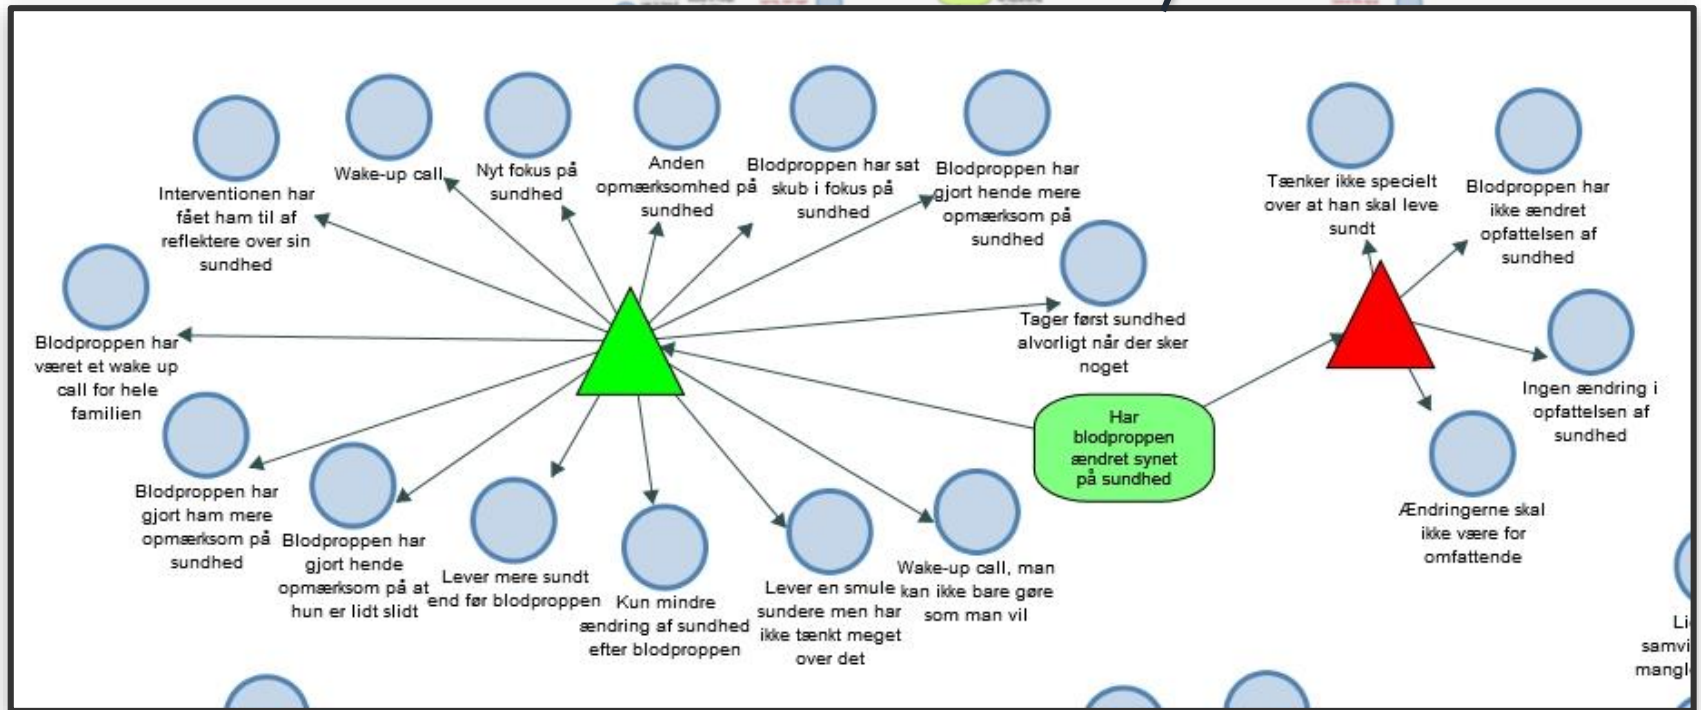 Interventionen har
fået ham til af
reflektere over sin
sundhed
Wake-up call
Nyt fokus på
sundhed
Anden
opmærksomhed på
sundhed
Blodproppen har sat
skub i fokus på
sundhed
Blodproppen har
gjort hende mere
opmærksom på
sundhed
Tænker ikke specielt
over at han skal leve
sundt
Blodproppen har
ikke ændret
opfattelsen af
sundhed
Blodproppen har
været et wake up
call for hele
familien
Tager først sundhed
alvorligt når der sker
noget
Ingen ændring i
opfattelsen af
sundhed
Har
blodproppen
ændret synet
på sundhed
Blodproppen har
gjort ham mere
opmærksom på
sundhed
Blodproppen har
gjort hende
opmærksom på at
hun er lidt slidt
Lever mere sundt
end før blodproppen
Kun mindre
ændring af sundhed
efter blodproppen
Lever en smule
sundere men har
ikke tænkt meget
over det
Wake-up call, man
kan ikke bare gøre
som man vil
Ændringerne skal
ikke være for
omfattende